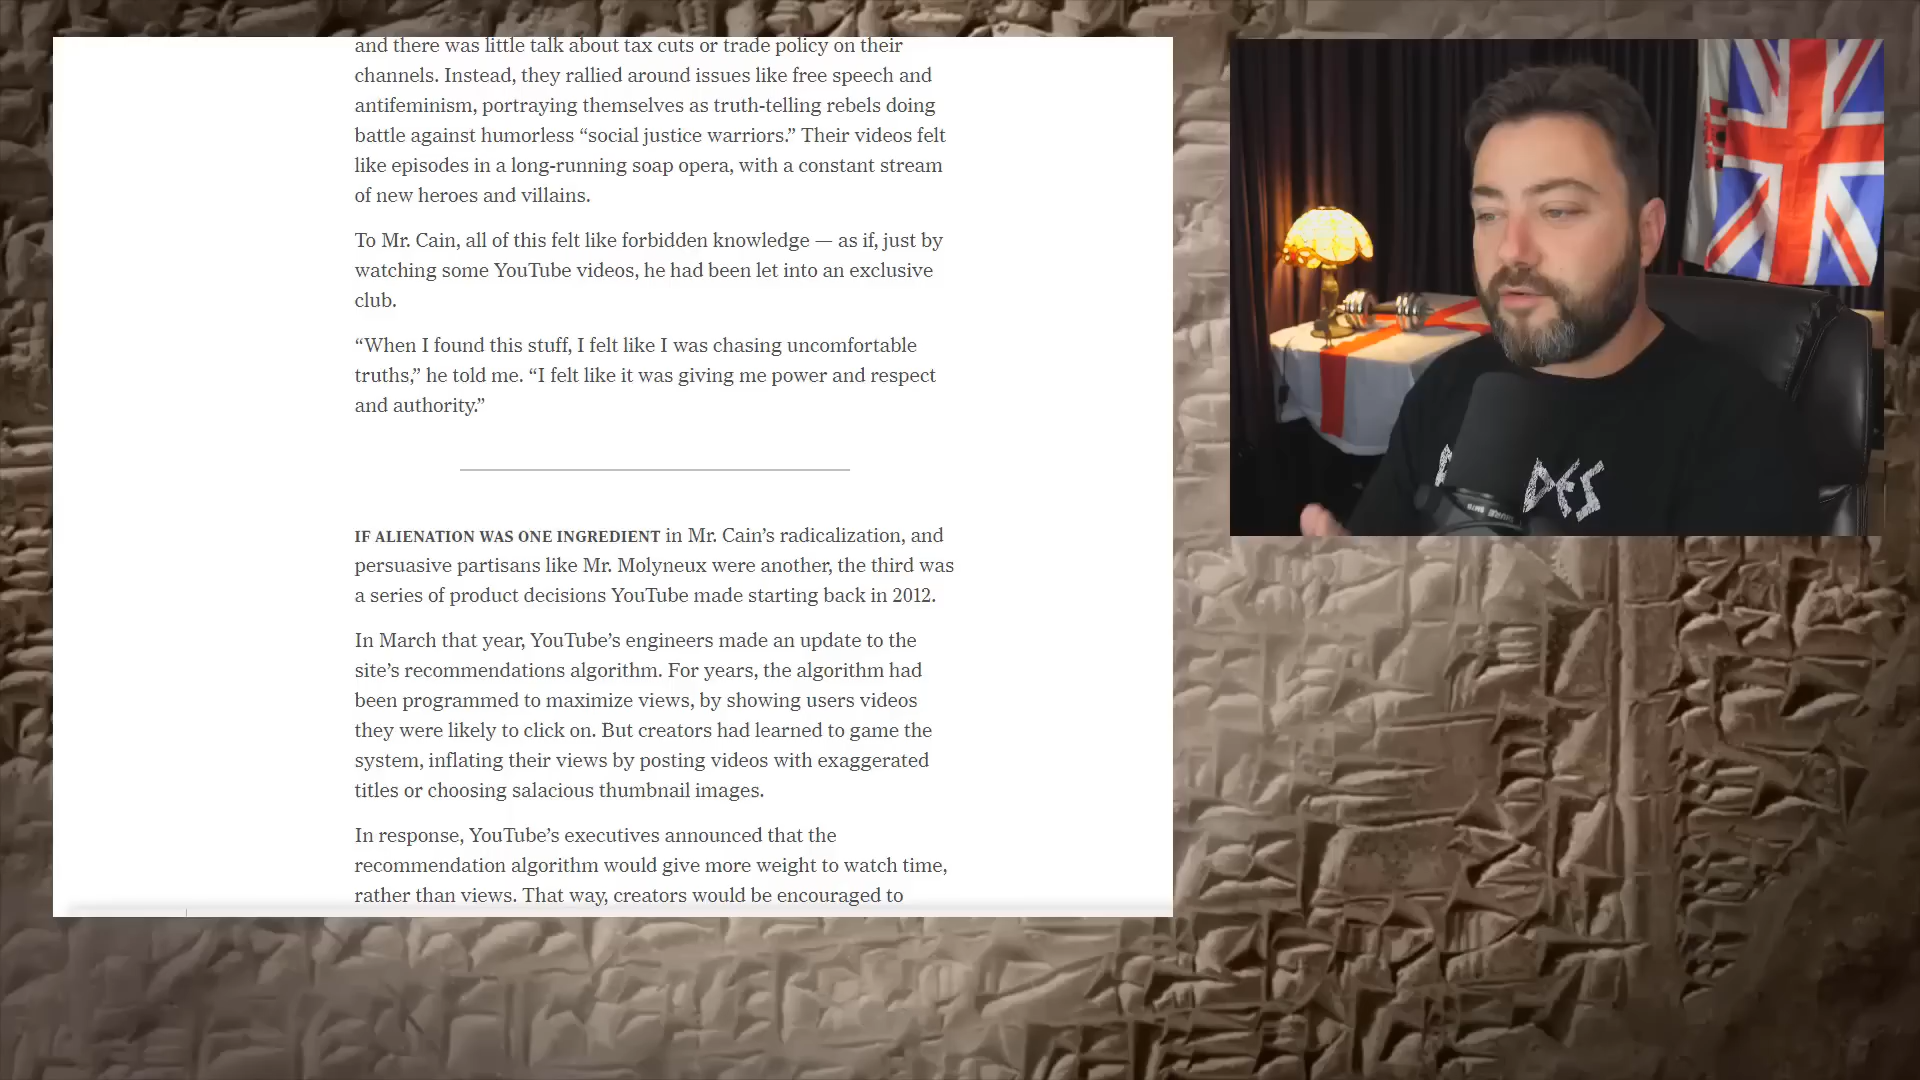 and there was little talk about tax cuts or trade policy on their
channels. Instead, they rallied around issues like free speech and
antifeminism, portraying themselves as truth-telling rebels doing
battle against humorless “social justice warriors.” Their videos felt
like episodes in a long-running soap opera, with a constant stream
of new heroes and villains.
To Mr. Cain, all of this felt like forbidden knowledge — as if, just by
watching some YouTube videos, he had been let into an exclusive
club.
“When I found this stuff, I felt like I was chasing uncomfortable
truths,” he told me. “I felt like it was giving me power and respect
and authority.”
IF ALIENATION WAS ONE INGREDIENT in Mr. Cain’s radicalization, and
persuasive partisans like Mr. Molyneux were another, the third was
a series of product decisions YouTube made starting back in 2012.
In March that year, YouTube’s engineers made an update to the
site’s recommendations algorithm. For years, the algorithm had
been programmed to maximize views, by showing users videos
they were likely to click on. But creators had learned to game the
system, inflating their views by posting videos with exaggerated
titles or choosing salacious thumbnail images.
In response, YouTube’s executives announced that the
recommendation algorithm would give more weight to watch time,
rather than views. That way, creators would be encouraged to